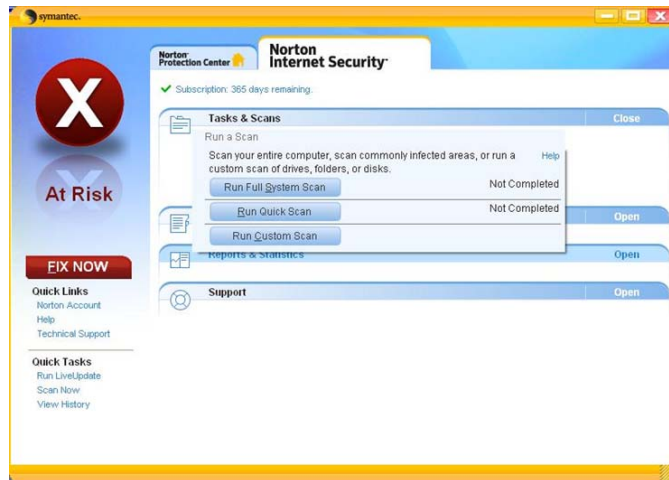 symantec.
Norton
Protection Center
Norton
Internet Security
Subscription: 365 days remaining.
Tasks & Scans
Close
Run a Scan
Scan your entire computer, scan commonly infected areas, or run a
custom scan of drives, folders, or disks.
Help
Run Full System Scan
Not Completed
Run Quick Scan
Not Completed
Run Custom Scan
Open
Reports & Statistics
Open
Support
Open
X
At Risk
FIX NOW
Quick Links
Norton Account
Help
Technical Support
Quick Tasks
Run LiveUpdate
Scan Now
View History